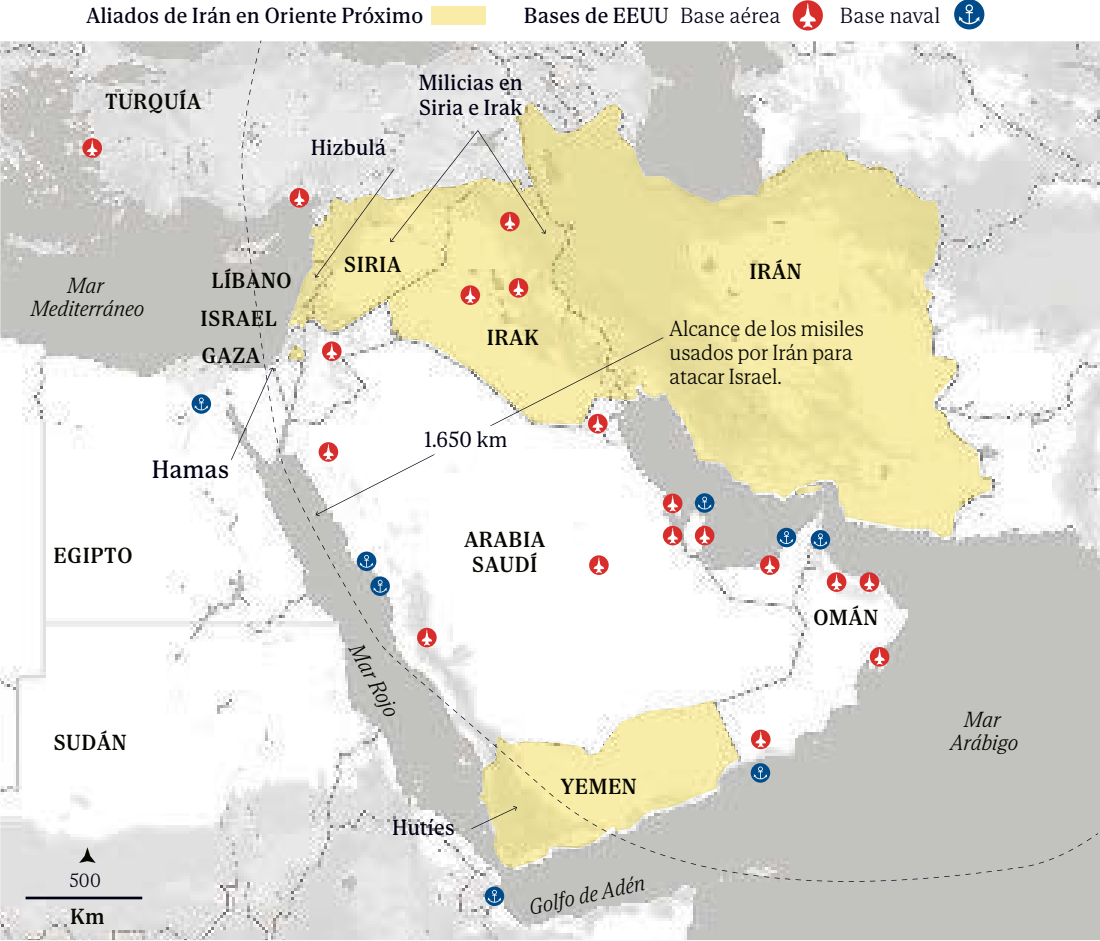 Aliados de Irán en Oriente Próximo
Bases de EEUU Base aérea Base naval
TURQUÍA
Milicias en
Siria e Irak
Hizbulá
SIRIA
LÍBANO
IRÁN
Mar
Mediterráneo
ISRAEL
IRAK
GAZA
Alcance de los misiles
usados por Irán para
atacar Israel.
1.650 km
Hamas
EGIPTO
ARABIA
SAUDÍ
OMÁN
Mar Rojo
SUDÁN
Mar
Arábigo
YEMEN
Hutíes
500
Km
Golfo de Adén